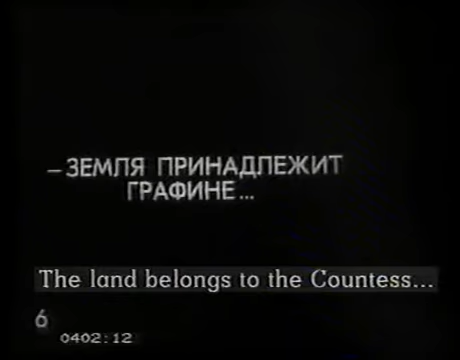 – ЗЕМЛЯ ПРИНАДЛЕЖИТ
ГРАФИНЕ...
The land belongs to the Countess...
6
0402:12